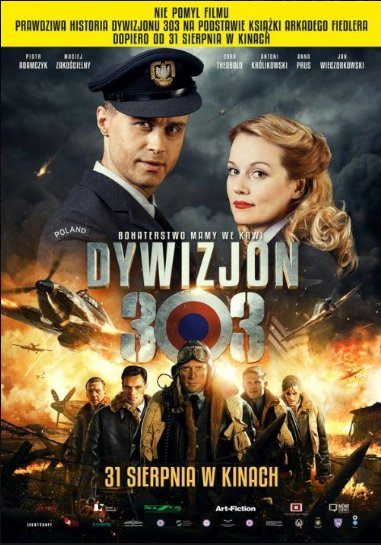 NIE POMYL FILMU
PRAWDZIWA HISTORIA DYWIZJONU 303 NA PODSTAWIE KSIĄŻKI ARKADEGO FIEDLERA
DOPIERO OD 31 SIERPNIA W KINACH
PIOTR ADAMCZYK
MACIEJ ZAKOŚCIELNY
CARA THEOBOLD
ANTONI KRÓLIKOWSKI
ANNA PRUS
JAN WIECZORKOWSKI
POLAND
BOHATERSTWO MAMY WE KRWI
DYWIZJON
303
31 SIERPNIA W KINACH
Art-Fiction